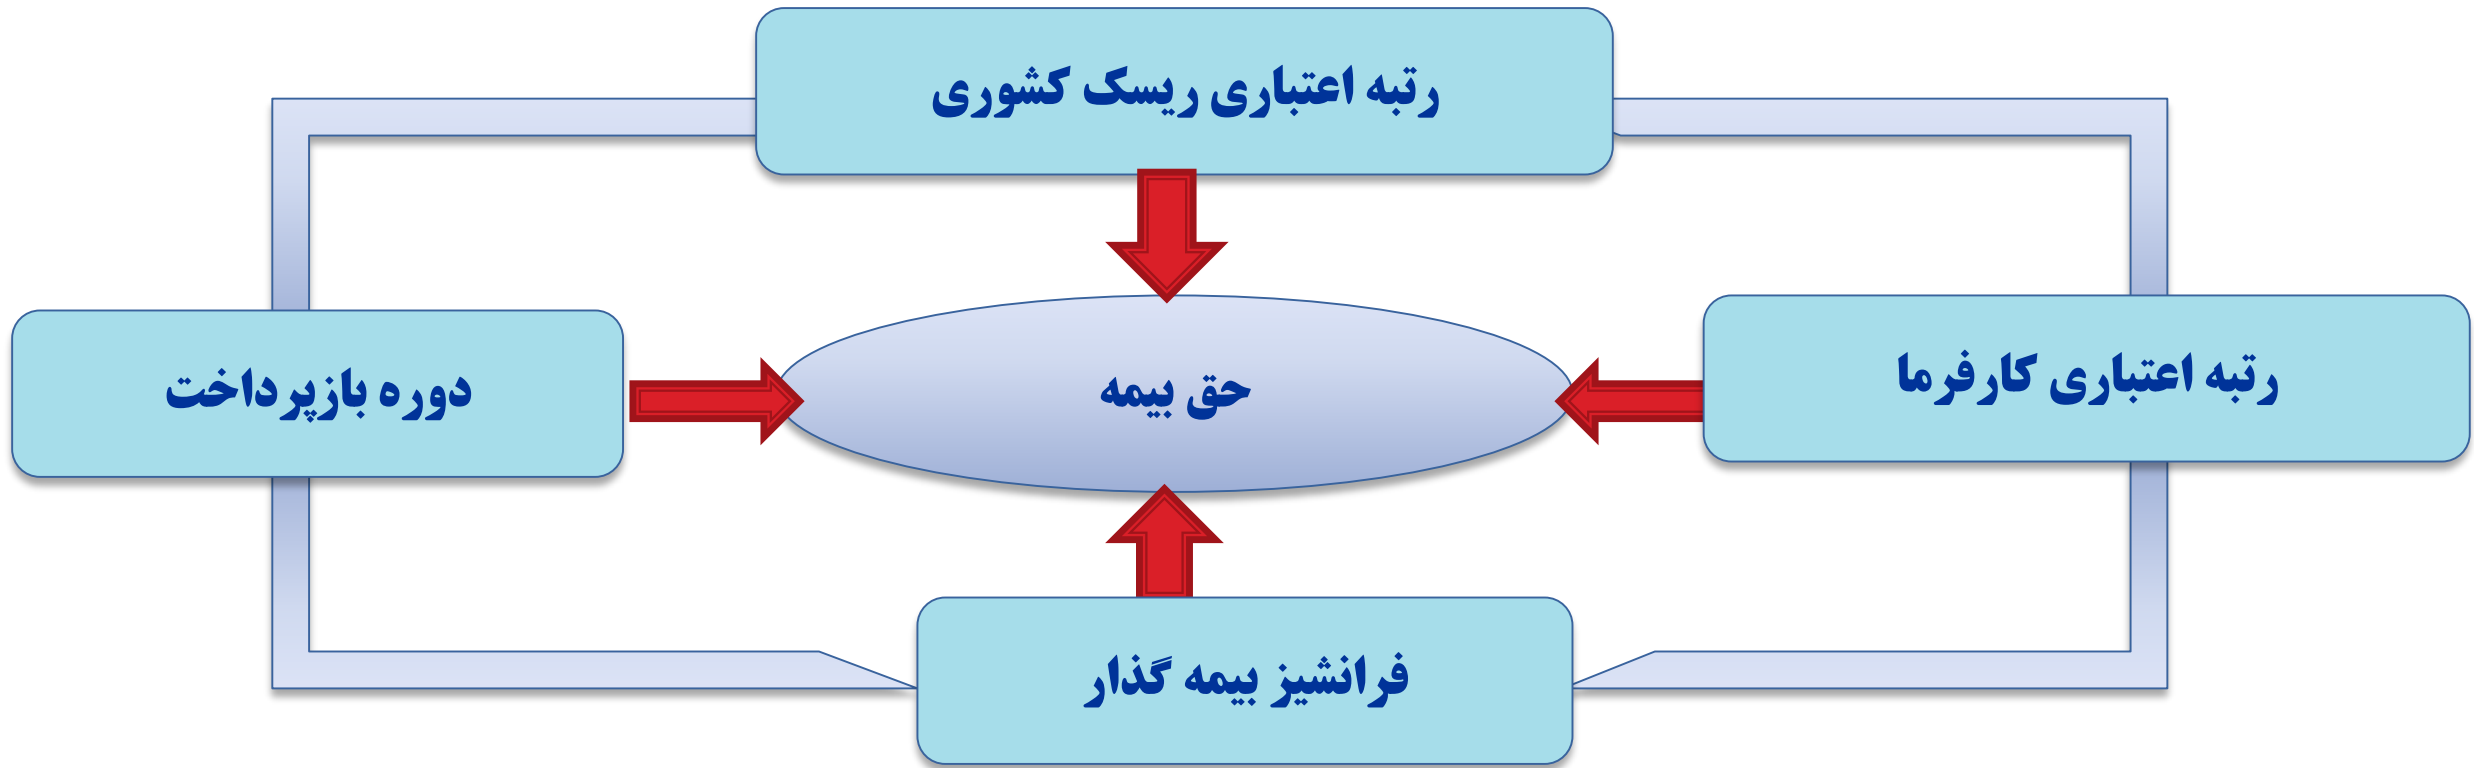 رتبه اعتباری ریسک کشوری
رتبه اعتباری کارفرما
حق بیمه
دوره بازپرداخت
فرانشیز بیمه گذار